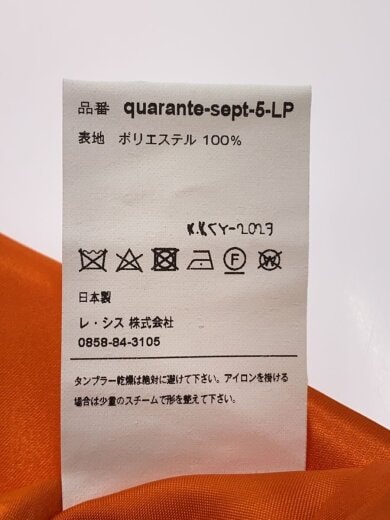 品番 quarante-sept-5-LP
表地 ポリエステル 100%
F
W
日本製
レ・シス 株式会社
0858-84-3105
タンブラー乾燥は絶対に避けて下さい。アイロンを掛ける
場合は少量のスチームで形を整えて下さい。